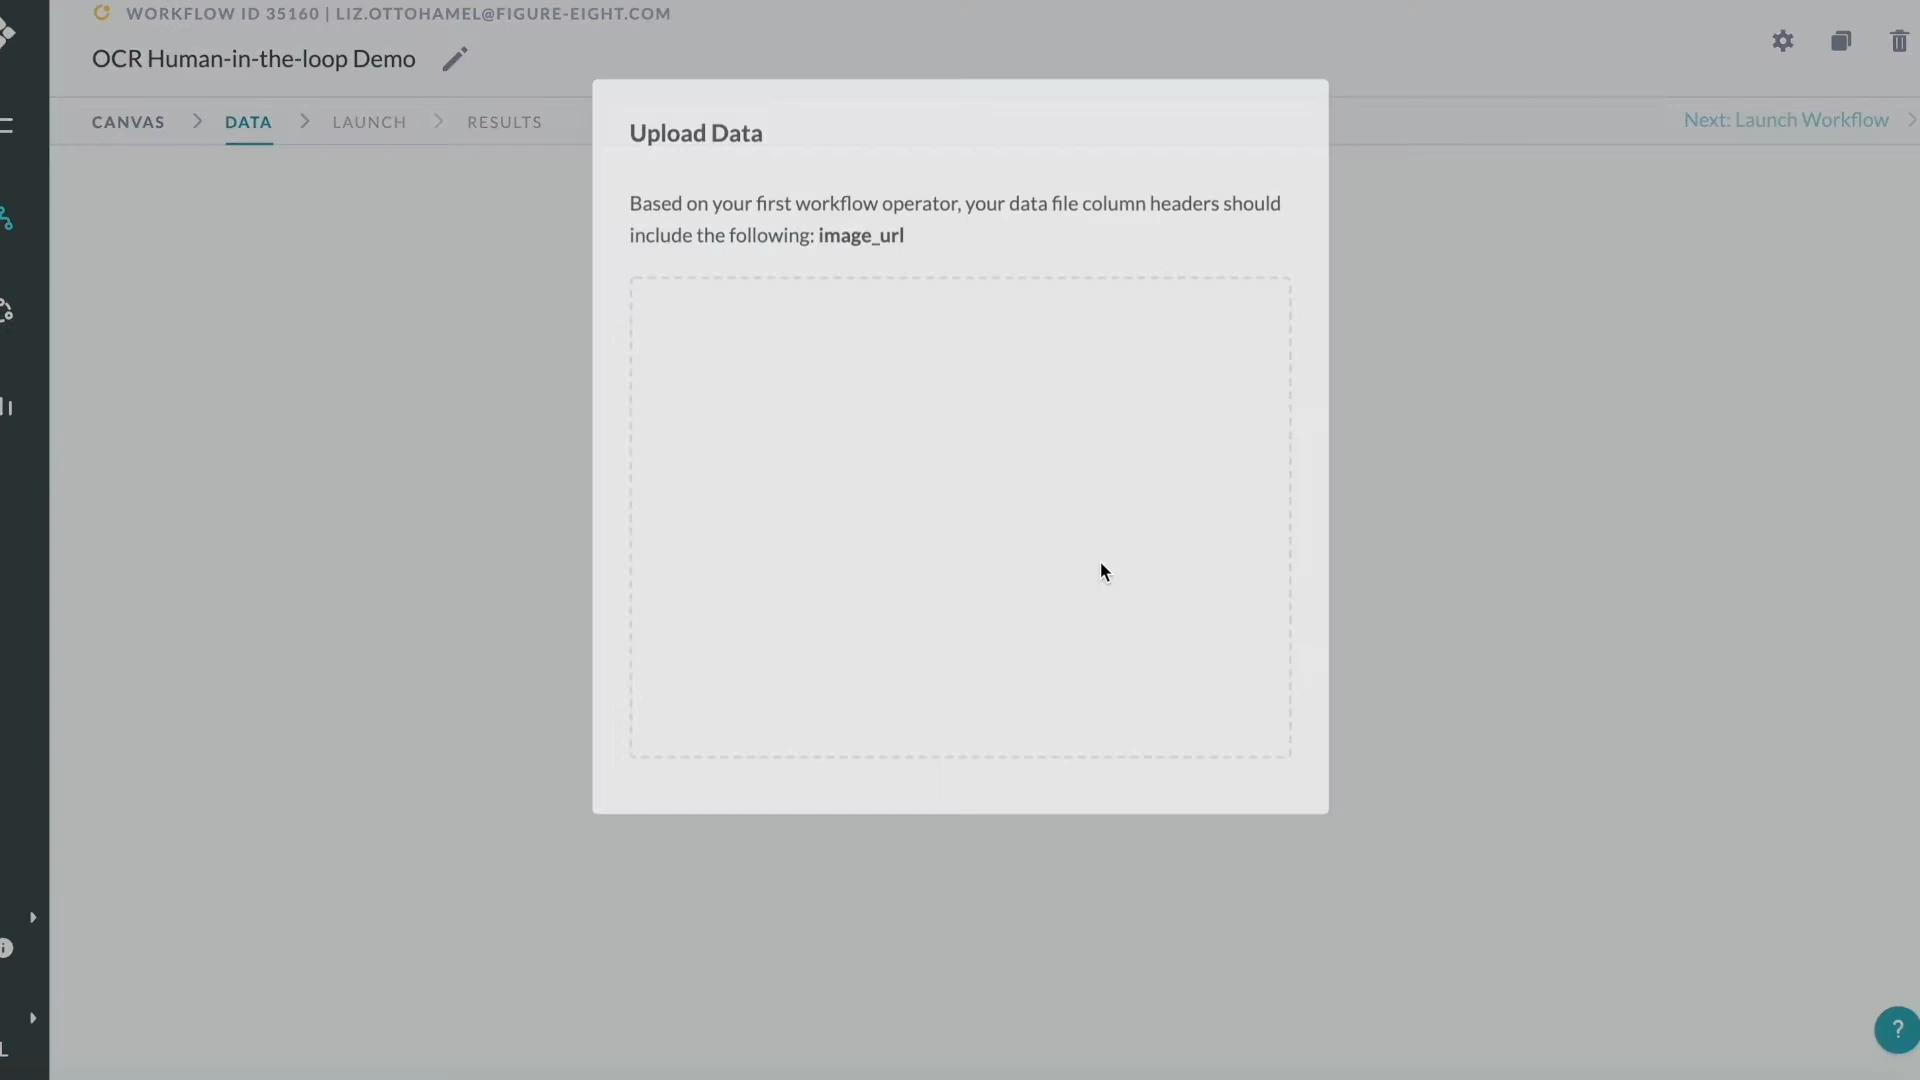 WORKFLOW ID 35160 | LIZ.OTTOHAMEL@FIGURE-EIGHT.COM
OCR Human-in-the-loop Demo
CANVAS > DATA > LAUNCH > RESULTS
Next: Launch Workflow >
Upload Data
Based on your first workflow operator, your data file column headers should
include the following: image_url
L
?